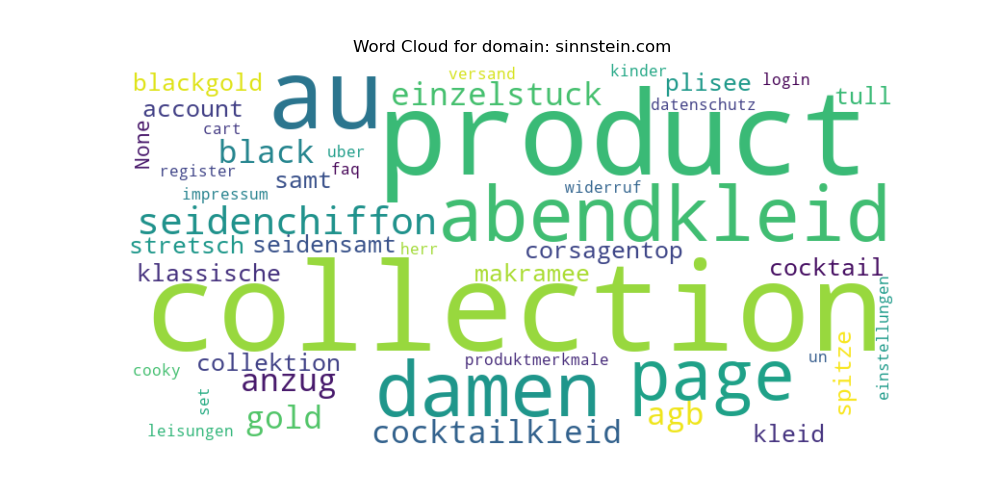 Word Cloud for domain: sinnstein.com
kinder
versand
blackgold
plisee
login
au
einzelstuck
tull
product
account
datenschutz
None
cart
black
uber
register
faq
samt
widerruf
impressum
abendkleid
seidenchiffon
stretsch
seidensamt
herr
corsagentop
klassische
makramee
cocktail
collection
einstellungen
collektion
produktmerkmale
un
cooky
anzug
damen
page
spitze
set
gold
agb
leisungen
cocktailkleid
kleid